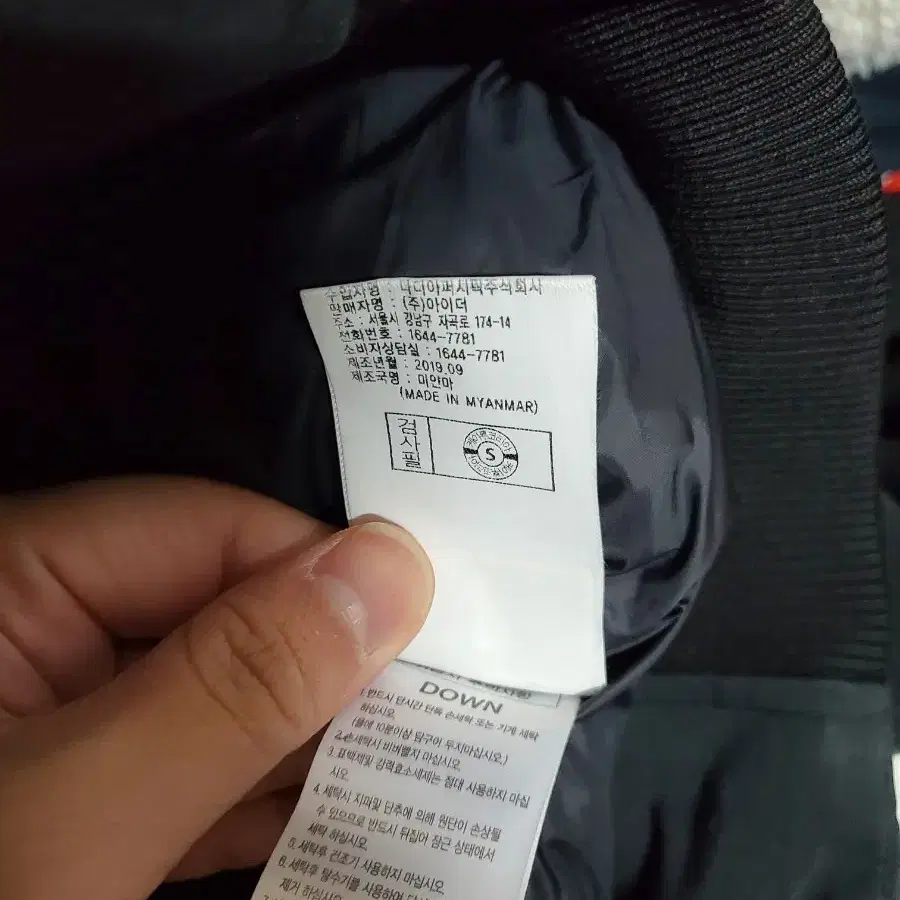 수입자명 : 나디아퍼시픽주식회사
판매자명 : (주)아이더
주소 : 서울시 강남구 자곡로 174-14
전화번호 : 1644-7781
소비자상담실 : 1644-7781
제조년월 : 2019.09
제조국명 : 미얀마
(MADE IN MYANMAR)
검사필
S
DOWN
1.반드시 단시간 단독 손세탁 또는 기계 세탁
하십시오.
(물에 10분이상 담구어 두지마십시오.)
2.손세탁시 비벼빨지 마십시오.
3. 표백제및 강력효소세제는 절대 사용하지 마십
시오
4. 세탁시 지퍼및 단추에 의해 원단이 손상될
수 있으므로 반드시 뒤집어 잠근 상태에서
세탁 하십시오.
5. 세탁후 건조기 사용하지 마십시오.
6. 세탁후 탈수기를 사용하여
제거 하십시오.